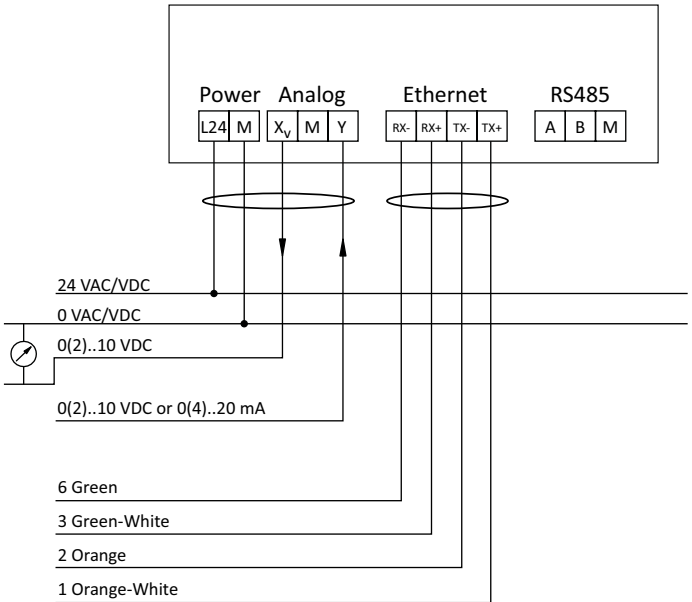 Power Analog Ethernet RS485
L24 M Xv M Y RX- RX+ TX- TX+ A B M
24 VAC/VDC
0 VAC/VDC
0(2)..10 VDC
0(2)..10 VDC or 0(4)..20 mA
6 Green
3 Green-White
2 Orange
1 Orange-White